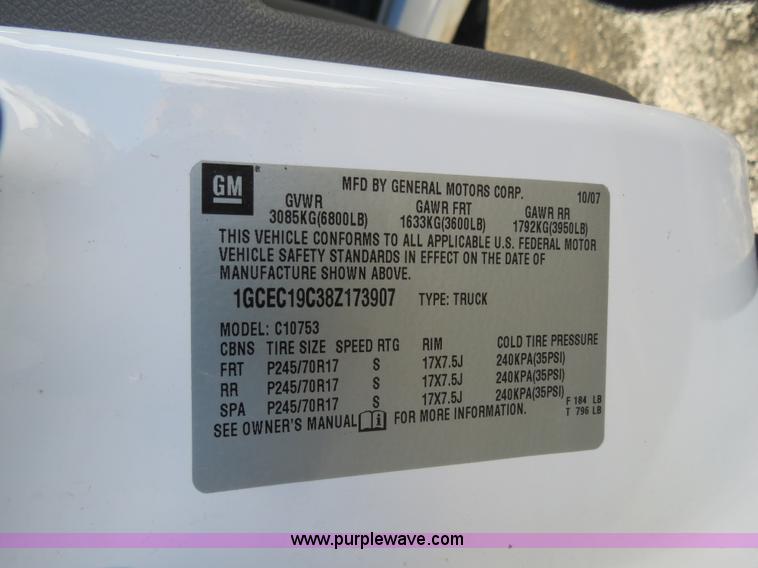 GM
MFD BY GENERAL MOTORS CORP. 10/07
GVWR GAWR FRT GAWR RR
3085KG(6800LB) 1633KG(3600LB) 1792KG(3950LB)
THIS VEHICLE CONFORMS TO ALL APPLICABLE U.S. FEDERAL MOTOR
VEHICLE SAFETY STANDARDS IN EFFECT ON THE DATE OF
MANUFACTURE SHOWN ABOVE.
1GCEC19C38Z173907 TYPE: TRUCK
MODEL: C10753
CBNS TIRE SIZE SPEED RTG RIM COLD TIRE PRESSURE
FRT P245/70R17 S 17X7.5J 240KPA(35PSI)
RR P245/70R17 S 17X7.5J 240KPA(35PSI)
SPA P245/70R17 S 17X7.5J 240KPA(35PSI)
F 184 LB
T 796 LB
SEE OWNER'S MANUAL i FOR MORE INFORMATION.
www.purplewave.com